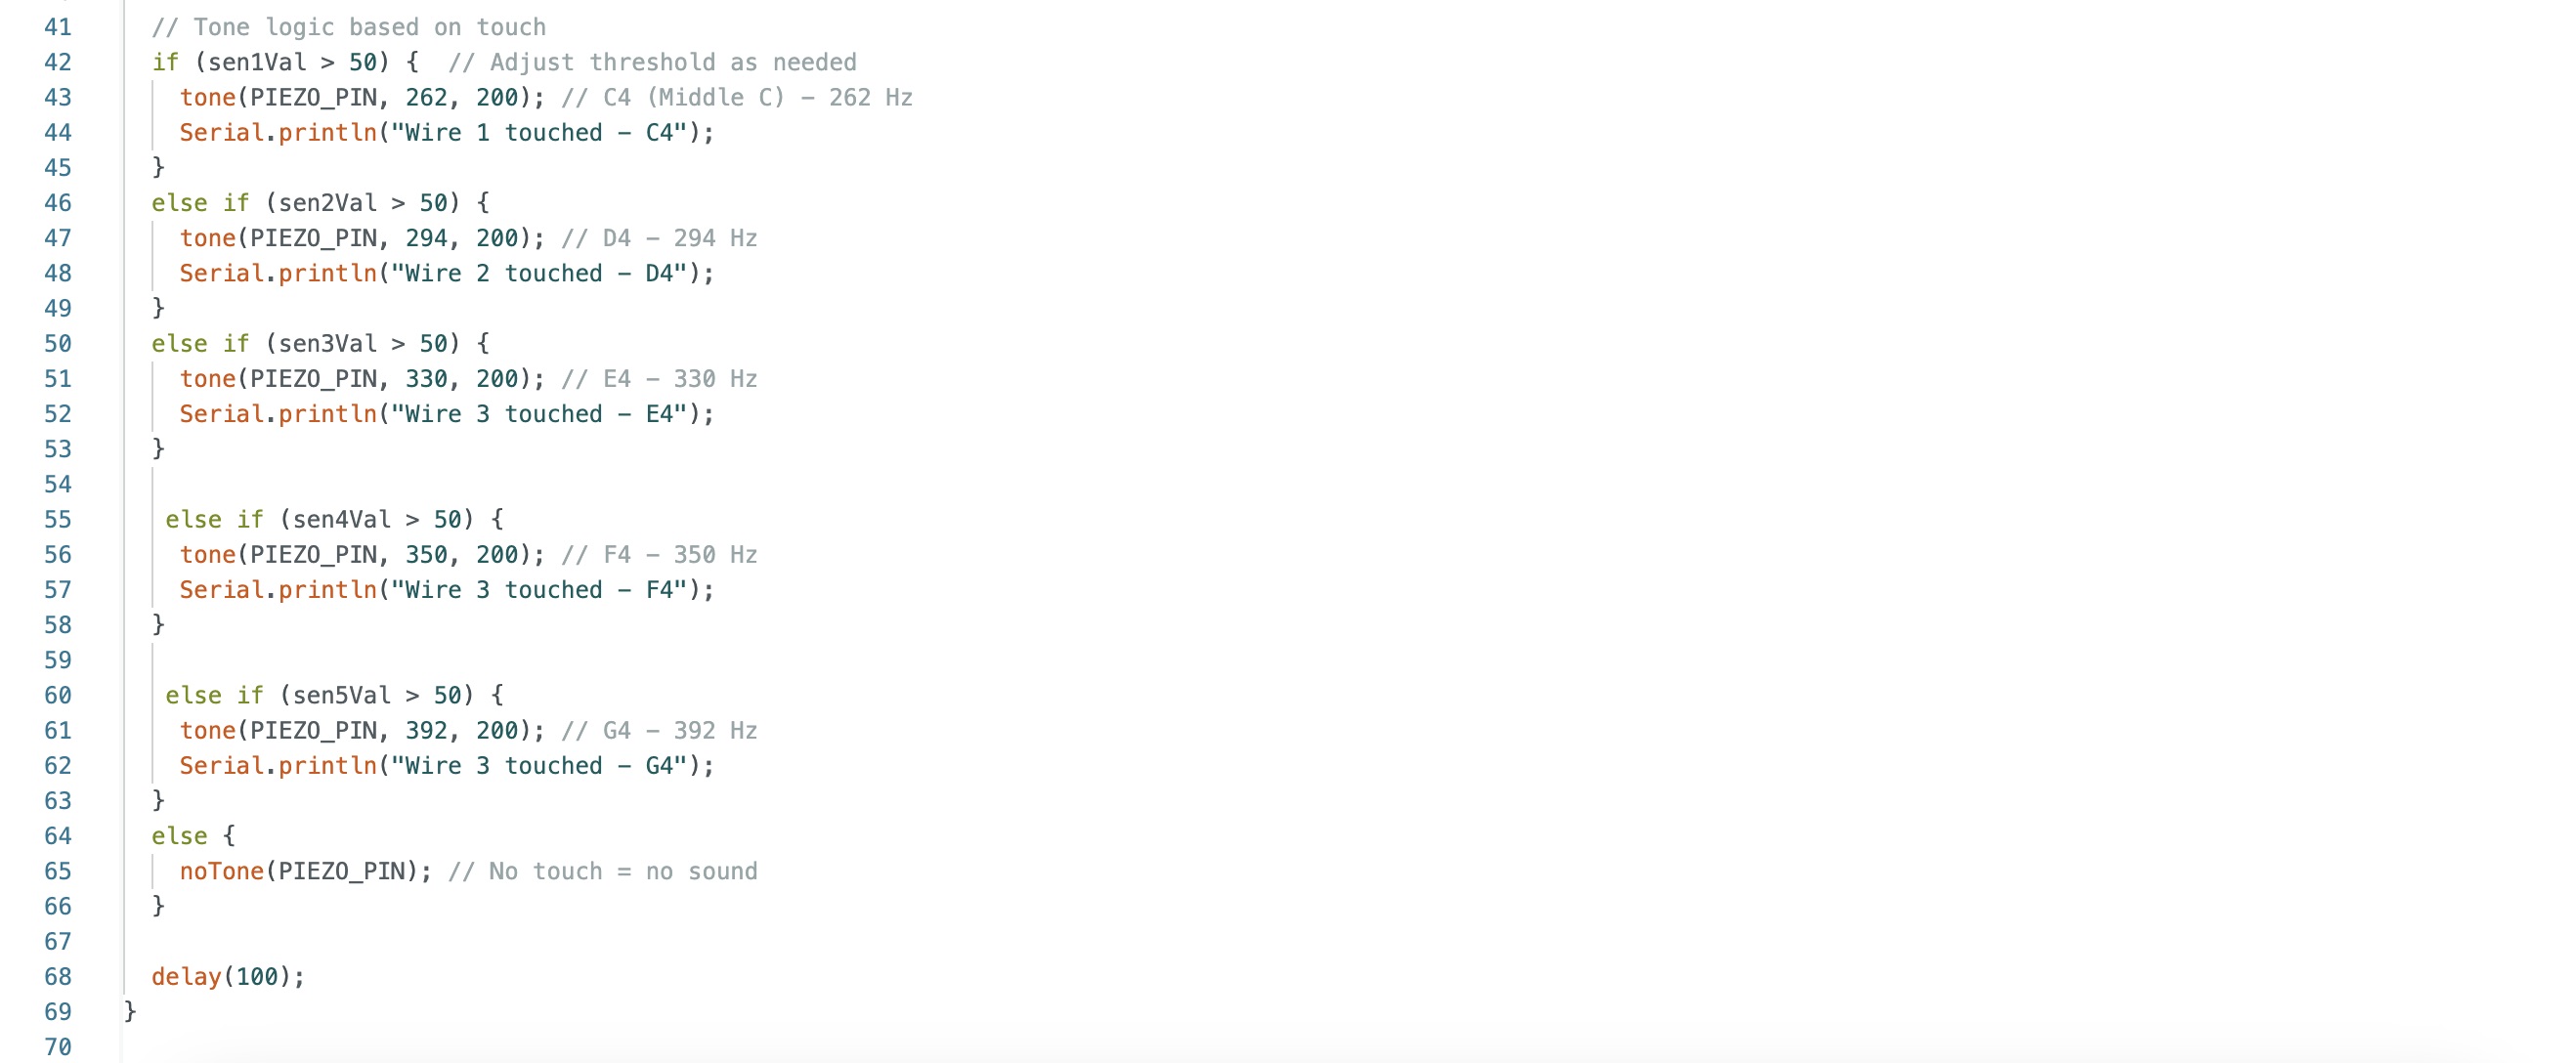 41 // Tone logic based on touch
42 if (sen1Val > 50) { // Adjust threshold as needed
43 tone(PIEZO_PIN, 262, 200); // C4 (Middle C) – 262 Hz
44 Serial.println("Wire 1 touched – C4");
45 }
46 else if (sen2Val > 50) {
47 tone(PIEZO_PIN, 294, 200); // D4 – 294 Hz
48 Serial.println("Wire 2 touched – D4");
49 }
50 else if (sen3Val > 50) {
51 tone(PIEZO_PIN, 330, 200); // E4 – 330 Hz
52 Serial.println("Wire 3 touched – E4");
53 }
54
55 else if (sen4Val > 50) {
56 tone(PIEZO_PIN, 350, 200); // F4 – 350 Hz
57 Serial.println("Wire 3 touched – F4");
58 }
59
60 else if (sen5Val > 50) {
61 tone(PIEZO_PIN, 392, 200); // G4 – 392 Hz
62 Serial.println("Wire 3 touched – G4");
63 }
64 else {
65 noTone(PIEZO_PIN); // No touch = no sound
66 }
67
68 delay(100);
69 }
70